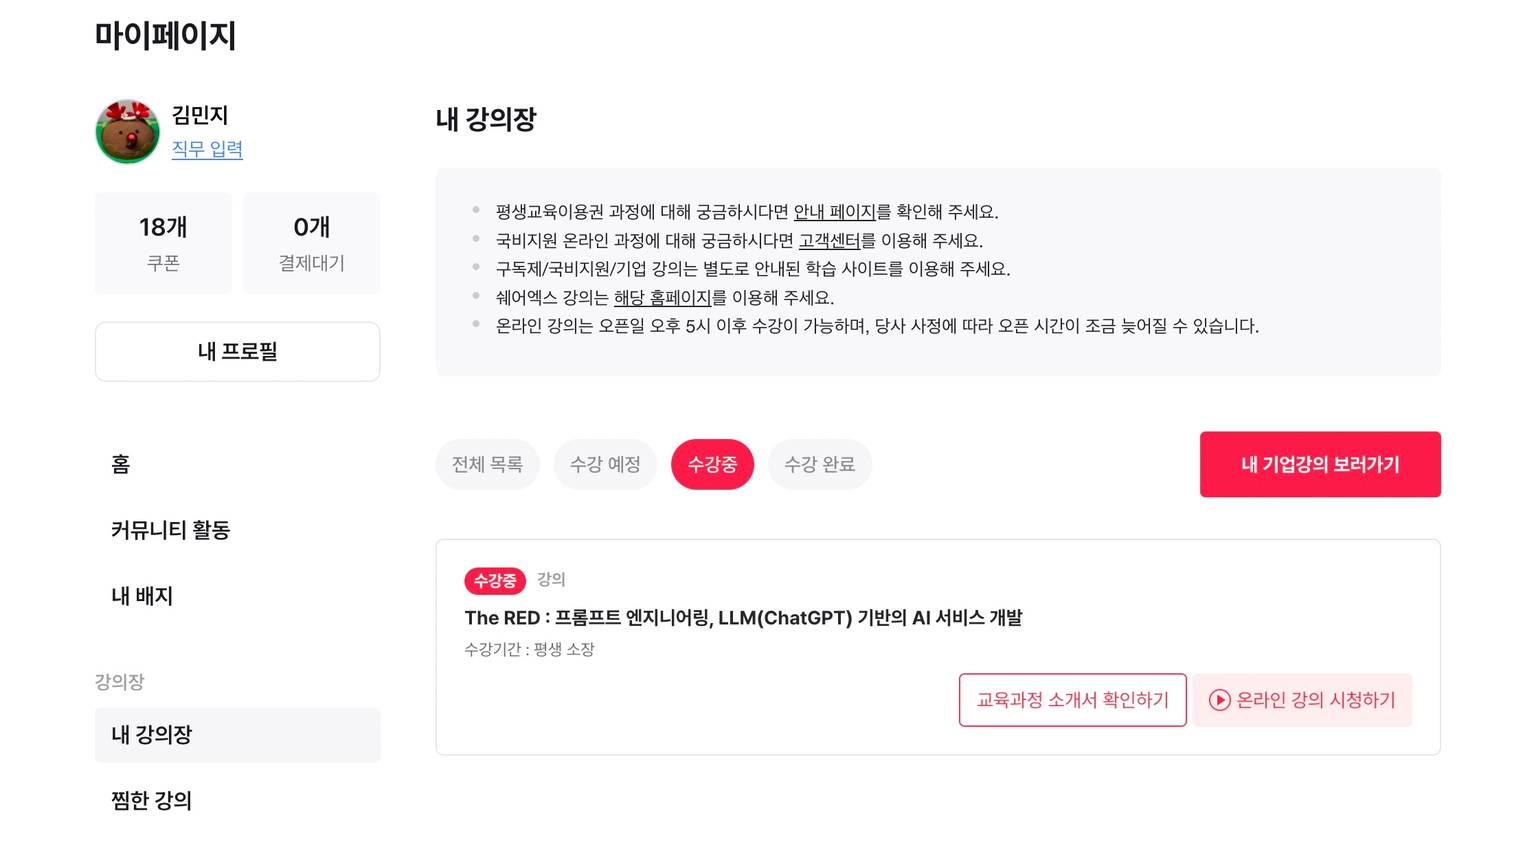 마이페이지
김민지
직무 입력
18개
쿠폰
0개
결제대기
내 프로필
홈
커뮤니티 활동
내 배지
강의장
내 강의장
찜한 강의
내 강의장
평생교육이용권 과정에 대해 궁금하시다면 안내 페이지를 확인해 주세요.
국비지원 온라인 과정에 대해 궁금하시다면 고객센터를 이용해 주세요.
구독제/국비지원/기업 강의는 별도로 안내된 학습 사이트를 이용해 주세요.
쉐어엑스 강의는 해당 홈페이지를 이용해 주세요.
온라인 강의는 오픈일 오후 5시 이후 수강이 가능하며, 당사 사정에 따라 오픈 시간이 조금 늦어질 수 있습니다.
전체 목록
수강 예정
수강중
수강 완료
내 기업강의 보러가기
수강중 강의
The RED : 프롬프트 엔지니어링, LLM(ChatGPT) 기반의 AI 서비스 개발
수강기간 : 평생 소장
교육과정 소개서 확인하기
온라인 강의 시청하기